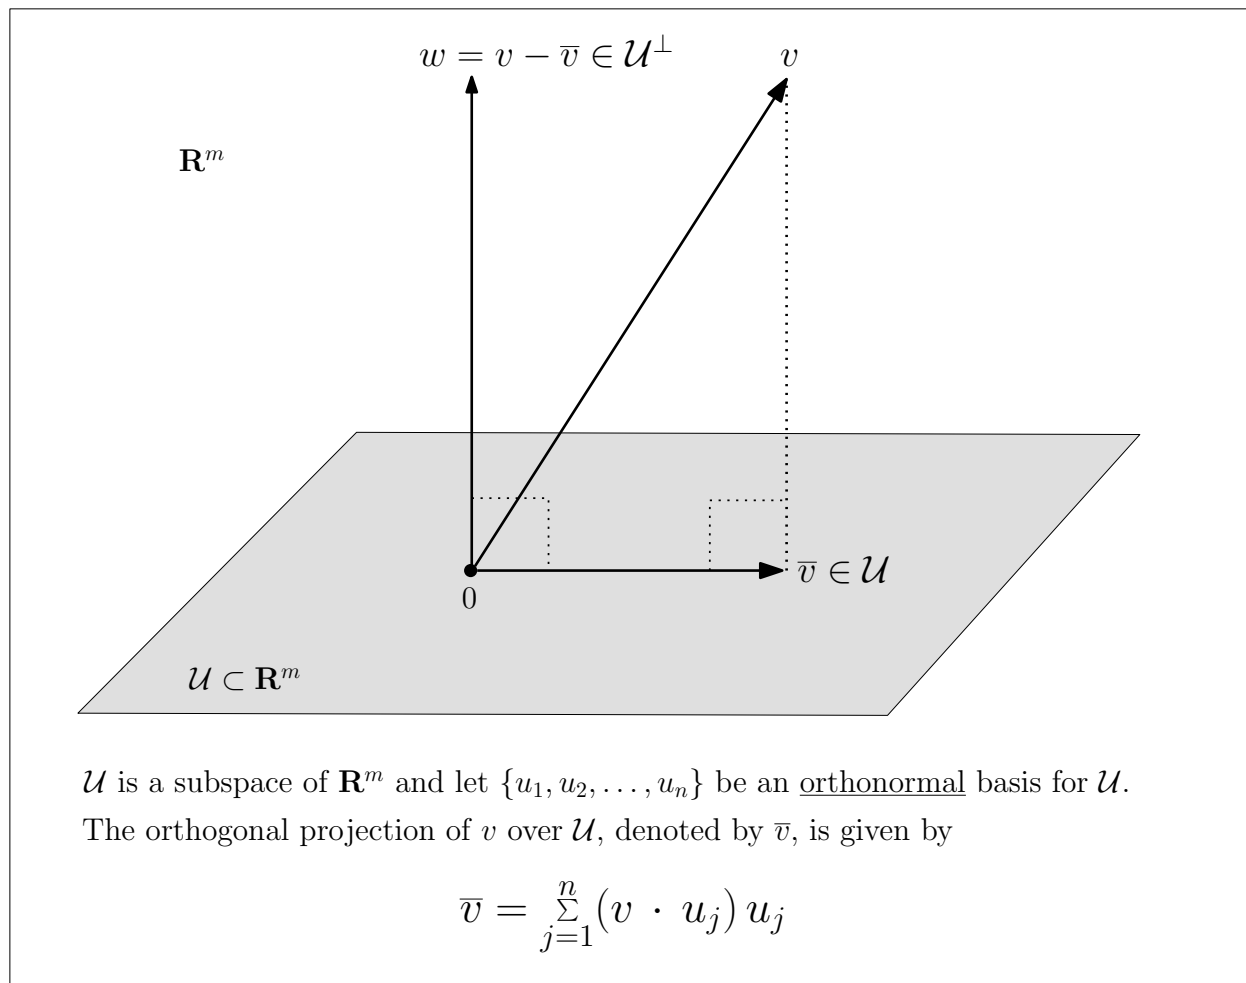 w = v − v̅ ∈ 𝒰^⊥
v
𝐑^m
v̅ ∈ 𝒰
0
𝒰 ⊂ 𝐑^m
𝒰 is a subspace of 𝐑^m and let {u_1, u_2, . . . , u_n} be an orthonormal basis for 𝒰.
The orthogonal projection of v over 𝒰, denoted by v̅, is given by
v̅ = Σ_{j=1}^{n} (v · u_j) u_j